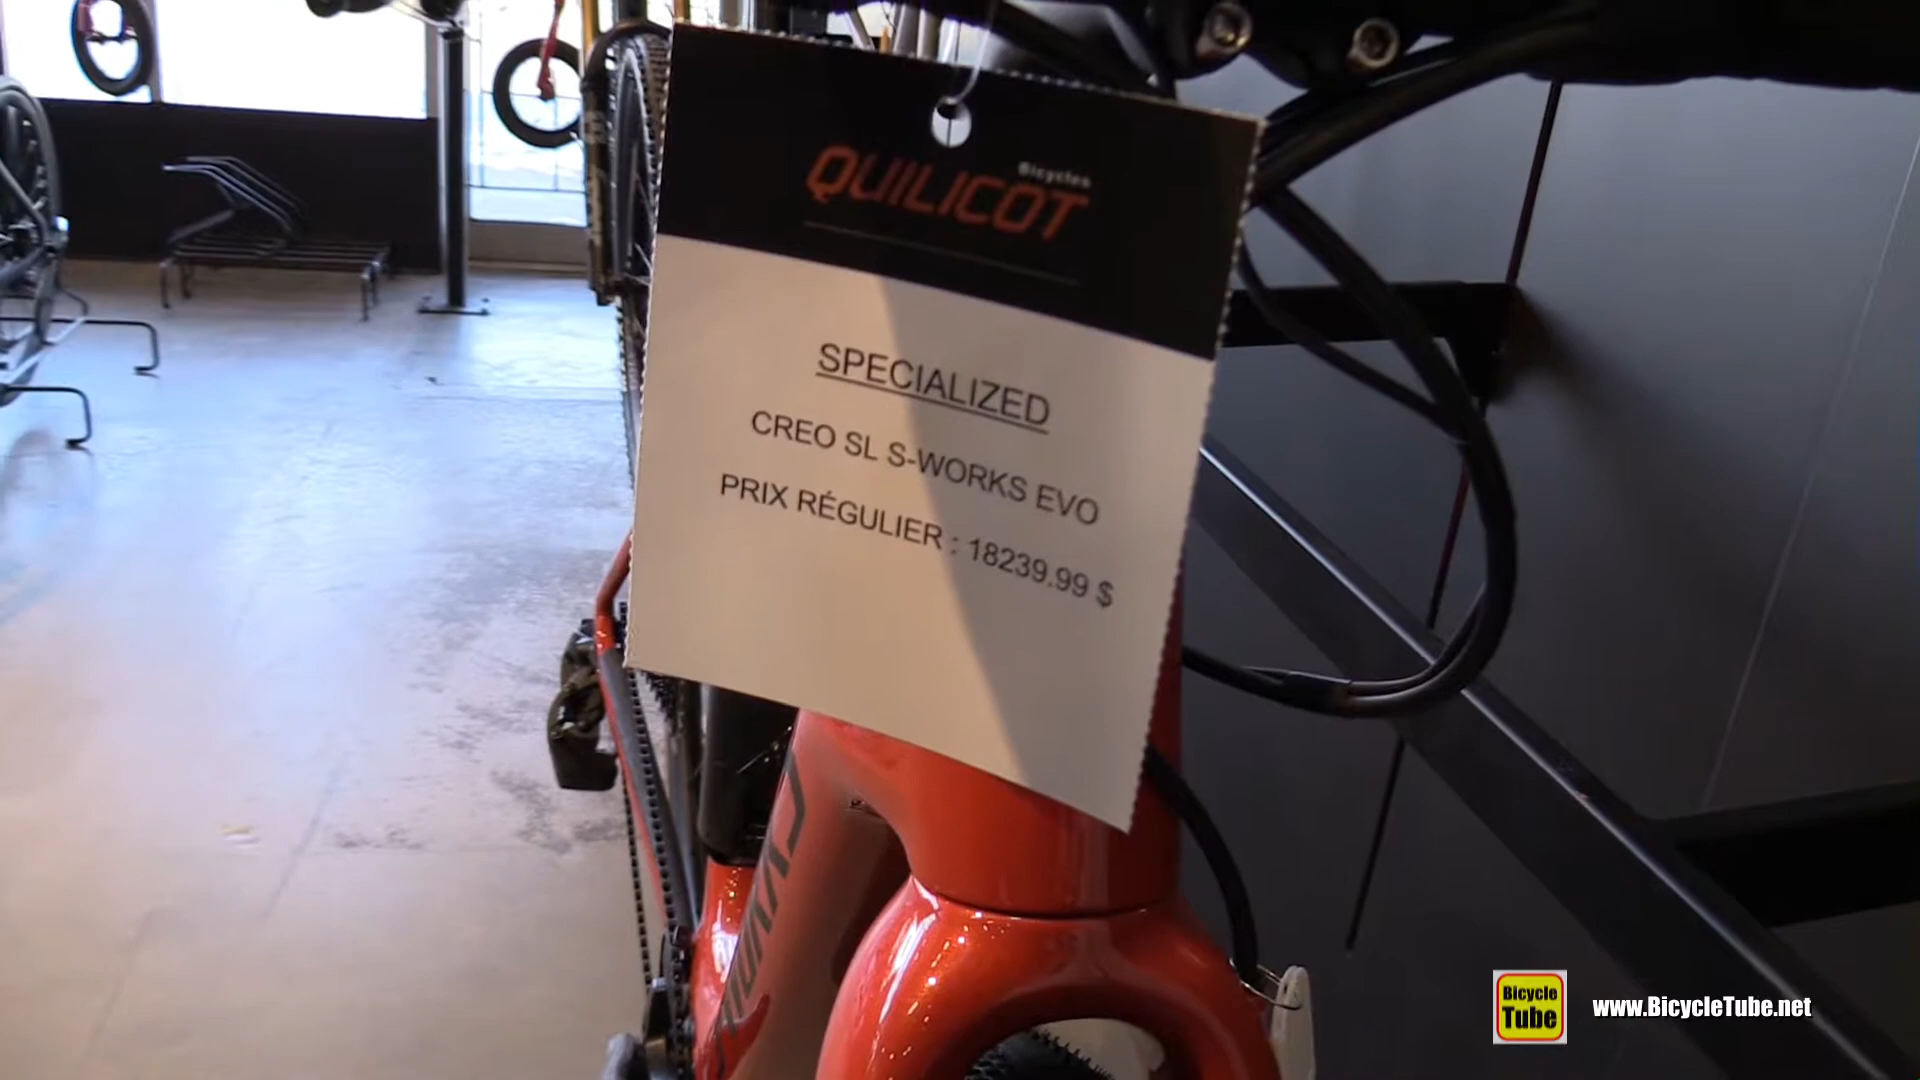 Bicycles
QUILICOT
SPECIALIZED
CREO SL S-WORKS EVO
PRIX RÉGULIER : 18239.99 $
Bicycle
Tube
www.BicycleTube.net